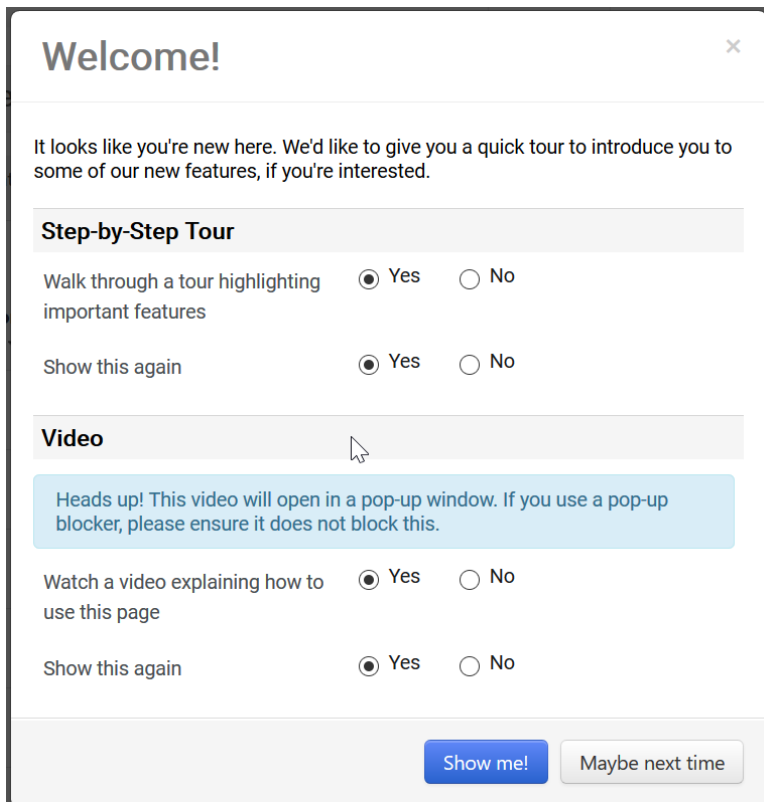 Welcome!
×
It looks like you're new here. We'd like to give you a quick tour to introduce you to
some of our new features, if you're interested.
Step-by-Step Tour
Walk through a tour highlighting
important features
Yes
No
Show this again
Yes
No
Video
Heads up! This video will open in a pop-up window. If you use a pop-up
blocker, please ensure it does not block this.
Watch a video explaining how to
use this page
Yes
No
Show this again
Yes
No
Show me!
Maybe next time